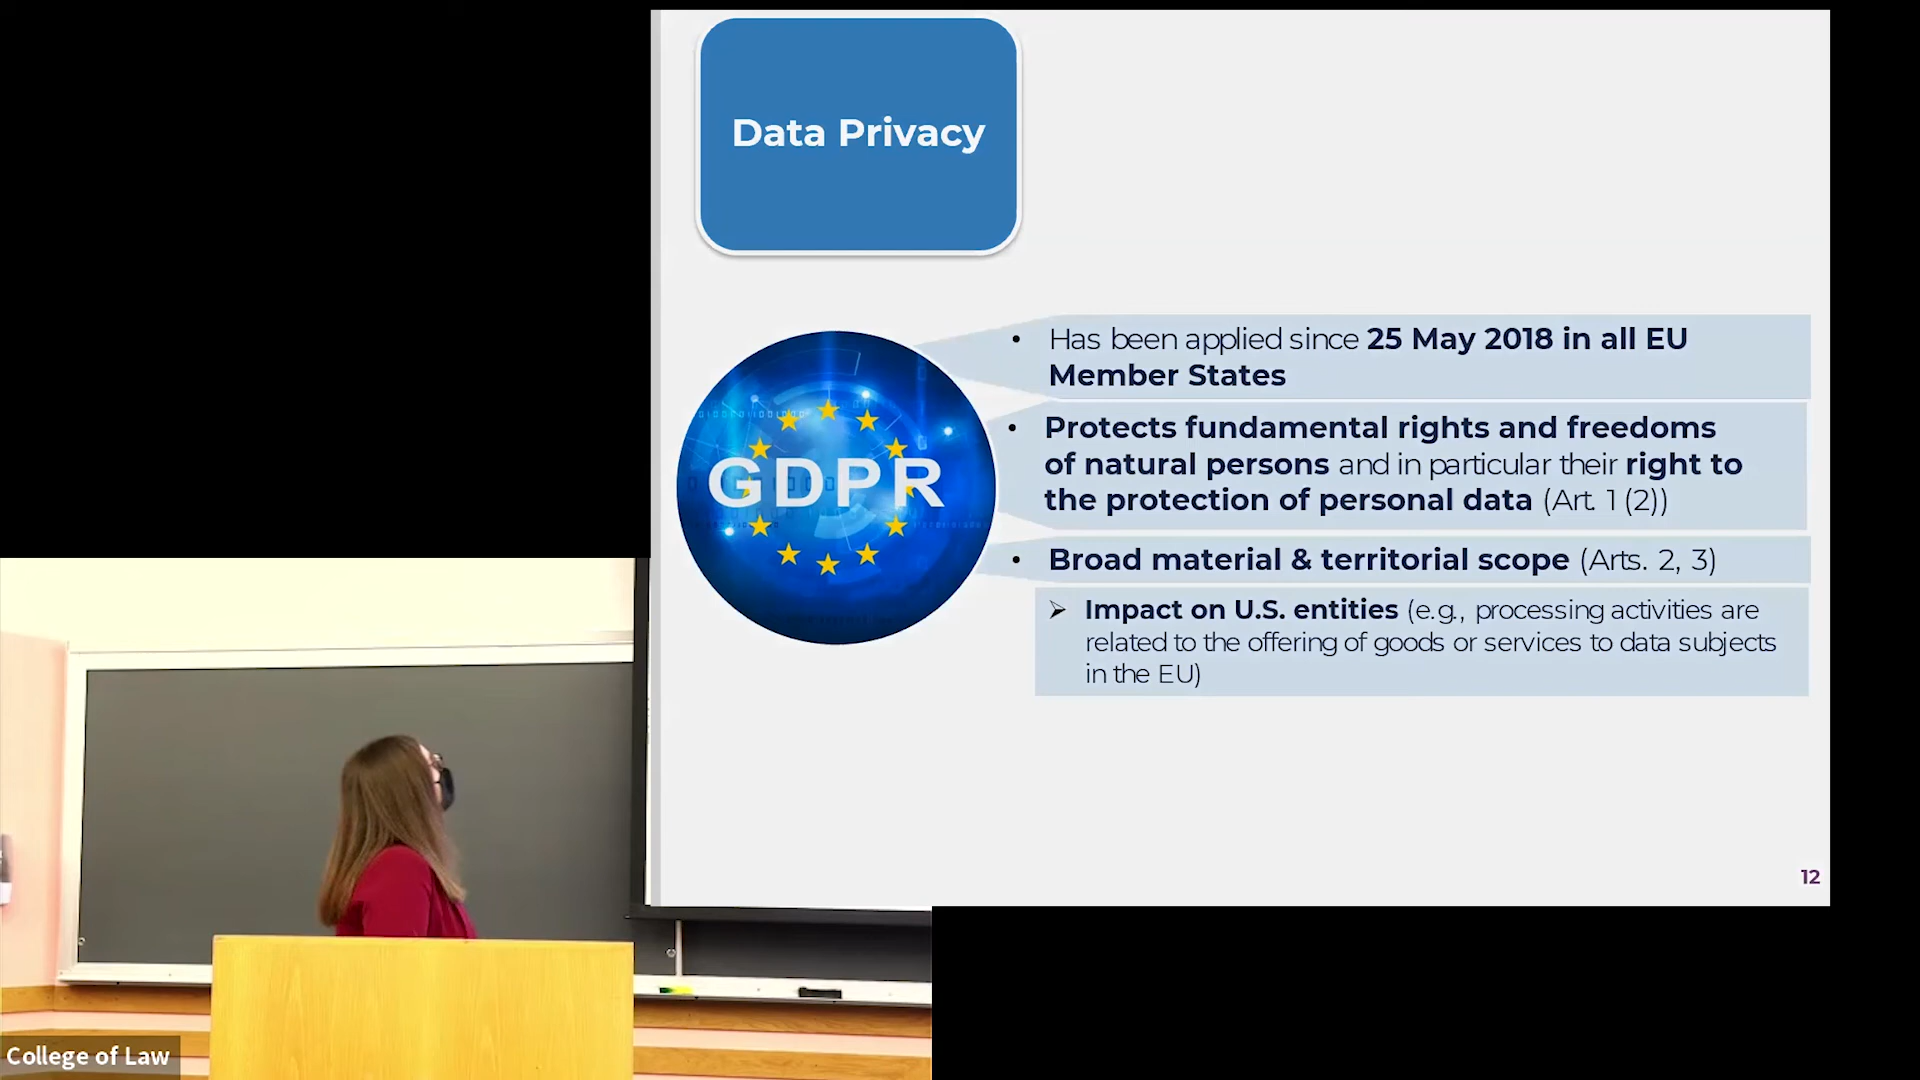 Data Privacy
GDPR
• Has been applied since 25 May 2018 in all EU
Member States
• Protects fundamental rights and freedoms
of natural persons and in particular their right to
the protection of personal data (Art. 1 (2))
• Broad material & territorial scope (Arts. 2, 3)
➢ Impact on U.S. entities (e.g., processing activities are
related to the offering of goods or services to data subjects
in the EU)
12
College of Law